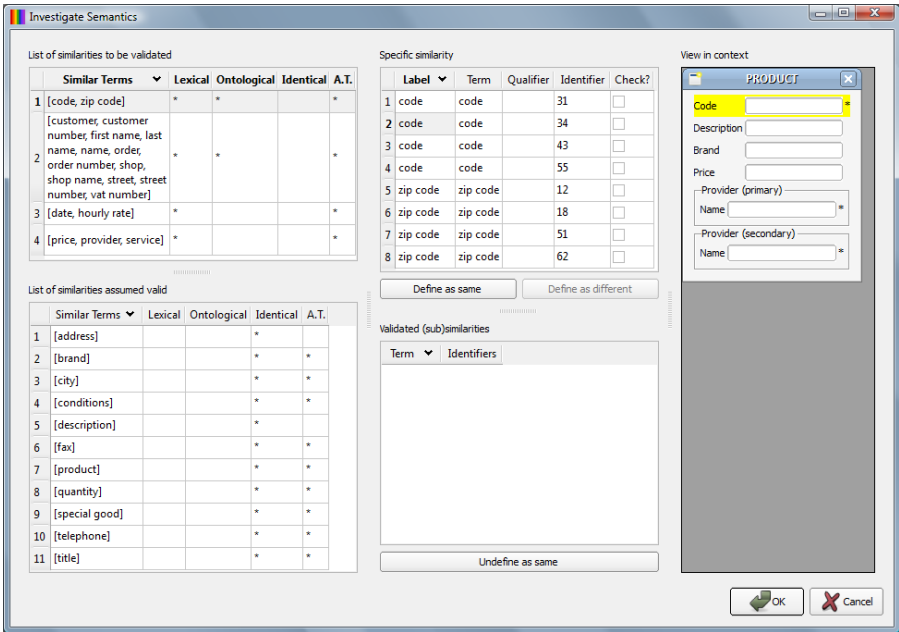 Investigate Semantics
List of similarities to be validated
Similar Terms Lexical Ontological Identical A.T.
1 [code, zip code] * * *
2 [customer, customer
number, first name, last
name, name, order,
order number, shop,
shop name, street, street
number, vat number] * * *
3 [date, hourly rate] * *
4 [price, provider, service] * *
List of similarities assumed valid
Similar Terms Lexical Ontological Identical A.T.
1 [address] *
2 [brand] * *
3 [city] * *
4 [conditions] * *
5 [description] *
6 [fax] * *
7 [product] * *
8 [quantity] * *
9 [special good] * *
10 [telephone] * *
11 [title] * *
Specific similarity
Label Term Qualifier Identifier Check?
1 code code 31
2 code code 34
3 code code 43
4 code code 55
5 zip code zip code 12
6 zip code zip code 18
7 zip code zip code 51
8 zip code zip code 62
Define as same Define as different
Validated (sub)similarities
Term Identifiers
Undefine as same
View in context
PRODUCT
Code *
Description
Brand
Price
Provider (primary)
Name *
Provider (secondary)
Name *
OK Cancel